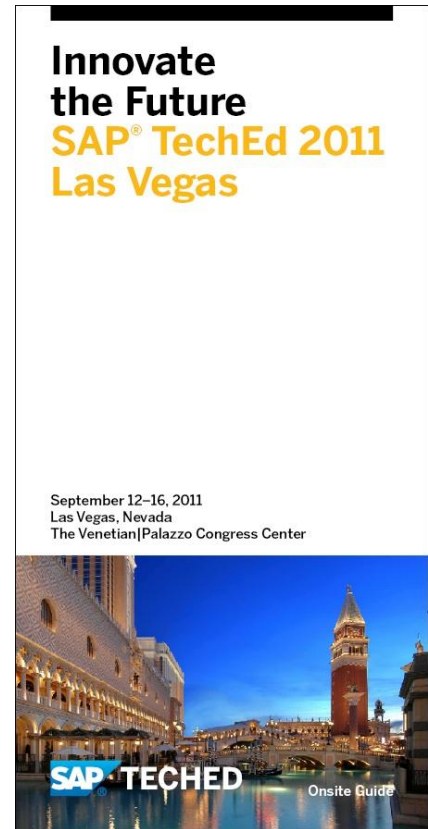 Innovate
the Future
SAP® TechEd 2011
Las Vegas
September 12–16, 2011
Las Vegas, Nevada
The Venetian|Palazzo Congress Center
SAP® TECHED
Onsite Guide